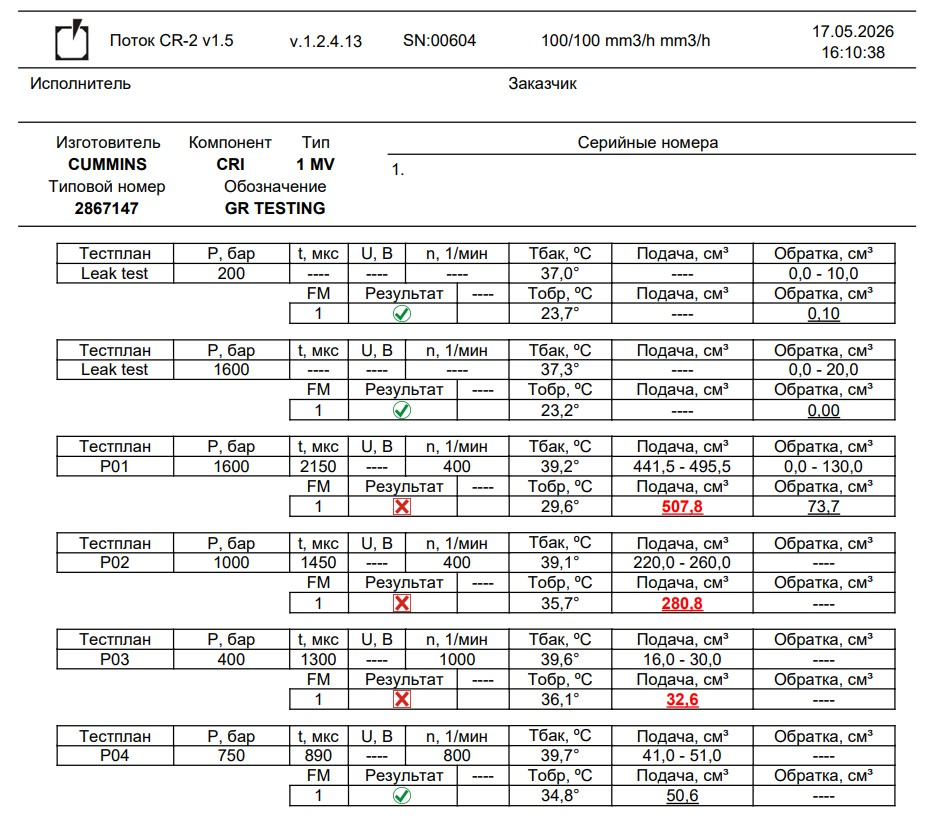 Поток CR-2 v1.5 v.1.2.4.13 SN:00604 100/100 mm3/h mm3/h 17.05.2026
16:10:38
Исполнитель Заказчик
Изготовитель Компонент Тип Серийные номера
CUMMINS CRI 1 MV 1.
Типовой номер Обозначение
2867147 GR TESTING
Тестплан P, бар t, мкс U, В n, 1/мин Тбак, ºC Подача, см³ Обратка, см³
Leak test 200 ---- ---- ---- 37,0° ---- 0,0 - 10,0
FM Результат ---- Тобр, ºC Подача, см³ Обратка, см³
1 23,7° ---- 0,10
Тестплан P, бар t, мкс U, В n, 1/мин Тбак, ºC Подача, см³ Обратка, см³
Leak test 1600 ---- ---- ---- 37,3° ---- 0,0 - 20,0
FM Результат ---- Тобр, ºC Подача, см³ Обратка, см³
1 23,2° ---- 0,00
Тестплан P, бар t, мкс U, В n, 1/мин Тбак, ºC Подача, см³ Обратка, см³
P01 1600 2150 ---- 400 39,2° 441,5 - 495,5 0,0 - 130,0
FM Результат ---- Тобр, ºC Подача, см³ Обратка, см³
1 29,6° 507,8 73,7
Тестплан P, бар t, мкс U, В n, 1/мин Тбак, ºC Подача, см³ Обратка, см³
P02 1000 1450 ---- 400 39,1° 220,0 - 260,0 ----
FM Результат ---- Тобр, ºC Подача, см³ Обратка, см³
1 35,7° 280,8 ----
Тестплан P, бар t, мкс U, В n, 1/мин Тбак, ºC Подача, см³ Обратка, см³
P03 400 1300 ---- 1000 39,6° 16,0 - 30,0 ----
FM Результат ---- Тобр, ºC Подача, см³ Обратка, см³
1 36,1° 32,6 ----
Тестплан P, бар t, мкс U, В n, 1/мин Тбак, ºC Подача, см³ Обратка, см³
P04 750 890 ---- 800 39,7° 41,0 - 51,0 ----
FM Результат ---- Тобр, ºC Подача, см³ Обратка, см³
1 34,8° 50,6 ----